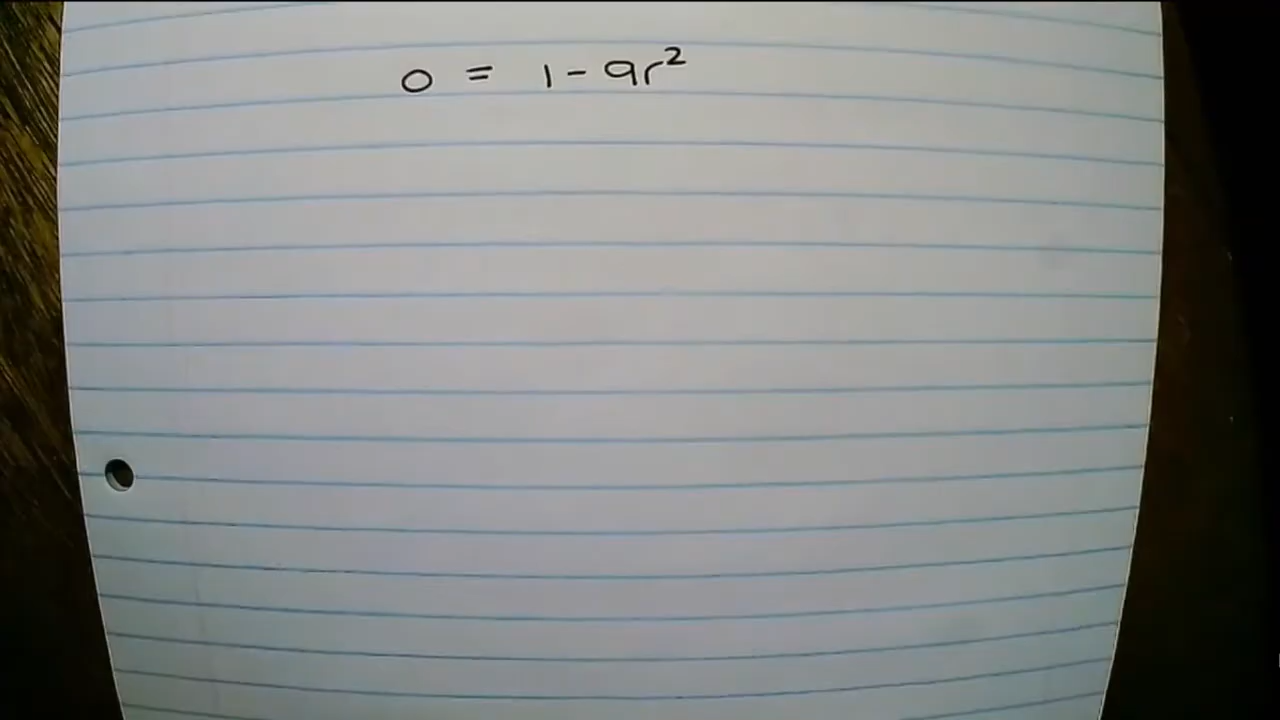 0 = 1 - 9r²